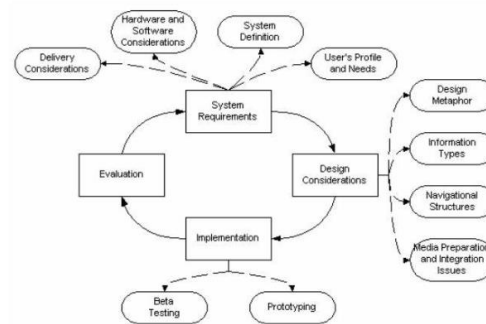 Hardware and
Software
Considerations
System
Definition
Delivery
Considerations
User's Profile
and Needs
System
Requirements
Design
Metaphor
Information
Types
Evaluation
Design
Considerations
Navigational
Structures
Implementation
Media Preparation
and Integration
Issues
Beta
Testing
Prototyping